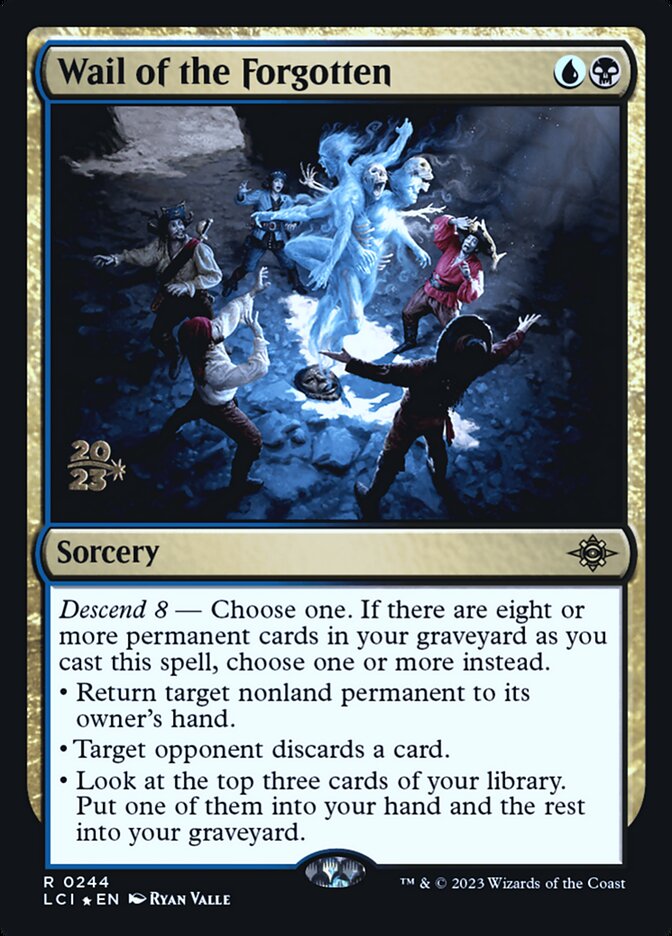 Wail of the Forgotten
20
23
Sorcery
Descend 8 — Choose one. If there are eight or
more permanent cards in your graveyard as you
cast this spell, choose one or more instead.
• Return target nonland permanent to its
owner's hand.
• Target opponent discards a card.
• Look at the top three cards of your library.
Put one of them into your hand and the rest
into your graveyard.
R 0244
LCI ★ EN Ryan Valle
™ & © 2023 Wizards of the Coast